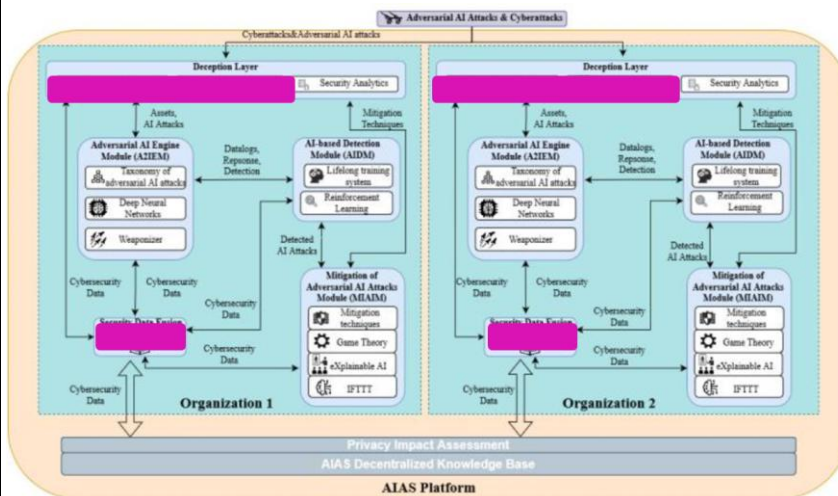 Adversarial AI Attacks & Cyberattacks
Cyberattacks&Adversarial AI attacks
Deception Layer
Security Analytics
Assets,
AI Attacks
Mitigation
Techniques
Adversarial AI Engine
Module (A2IEM)
Taxonomy of
adversarial AI attacks
Deep Neural
Networks
Weaponizer
Datalogs,
Repsonse,
Detection
AI-based Detection
Module (AIDM)
Lifelong training
system
Reinforcement
Learning
Detected
AI Attacks
Cybersecurity
Data
Cybersecurity
Data
Cybersecurity
Data
Mitigation of
Adversarial AI Attacks
Module (MIAIM)
Mitigation
techniques
Game Theory
eXplainable AI
IFTTT
Security Data Fusion
Cybersecurity
Data
Cybersecurity
Data
Organization 1
Deception Layer
Security Analytics
Assets,
AI Attacks
Mitigation
Techniques
Adversarial AI Engine
Module (A2IEM)
Taxonomy of
adversarial AI attacks
Deep Neural
Networks
Weaponizer
Datalogs,
Repsonse,
Detection
AI-based Detection
Module (AIDM)
Lifelong training
system
Reinforcement
Learning
Detected
AI Attacks
Cybersecurity
Data
Cybersecurity
Data
Cybersecurity
Data
Mitigation of
Adversarial AI Attacks
Module (MIAIM)
Mitigation
techniques
Game Theory
eXplainable AI
IFTTT
Security Data Fusion
Cybersecurity
Data
Cybersecurity
Data
Organization 2
Privacy Impact Assessment
AIAS Decentralized Knowledge Base
AIAS Platform